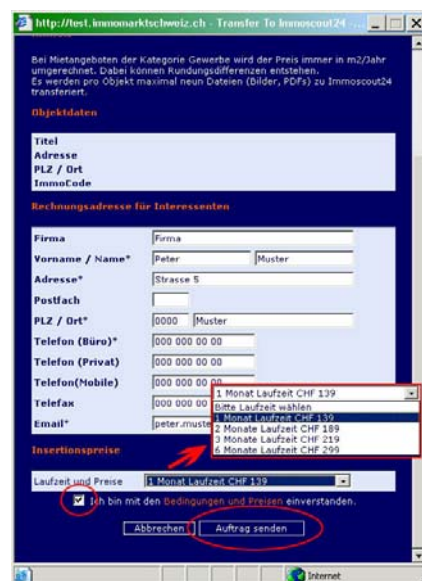 http://test.immomarktschweiz.ch - Transfer To Immoscout24 - ...
Bei Mietangeboten der Kategorie Gewerbe wird der Preis immer in m2/Jahr
umgerechnet. Dabei können Rundungsdifferenzen entstehen.
Es werden pro Objekt maximal neun Dateien (Bilder, PDFs) zu Immoscout24
transferiert.
Objektdaten
Titel
Adresse
PLZ / Ort
ImmoCode
Rechnungsadresse für Interessenten
Firma Firma
Vorname / Name* Peter Muster
Adresse* Strasse 5
Postfach
PLZ / Ort* 0000 Muster
Telefon (Büro)* 000 000 00 00
Telefon (Privat) 000 000 00 00
Telefon(Mobile) 000 000 00 00
Telefax 000 000 00
Email* peter.muste
1 Monat Laufzeit CHF 139
Bitte Laufzeit wählen
1 Monat Laufzeit CHF 139
2 Monate Laufzeit CHF 189
3 Monate Laufzeit CHF 219
6 Monate Laufzeit CHF 299
Insertionspreise
Laufzeit und Preise 1 Monat Laufzeit CHF 139
Ich bin mit den Bedingungen und Preisen einverstanden.
Abbrechen Auftrag senden
Internet